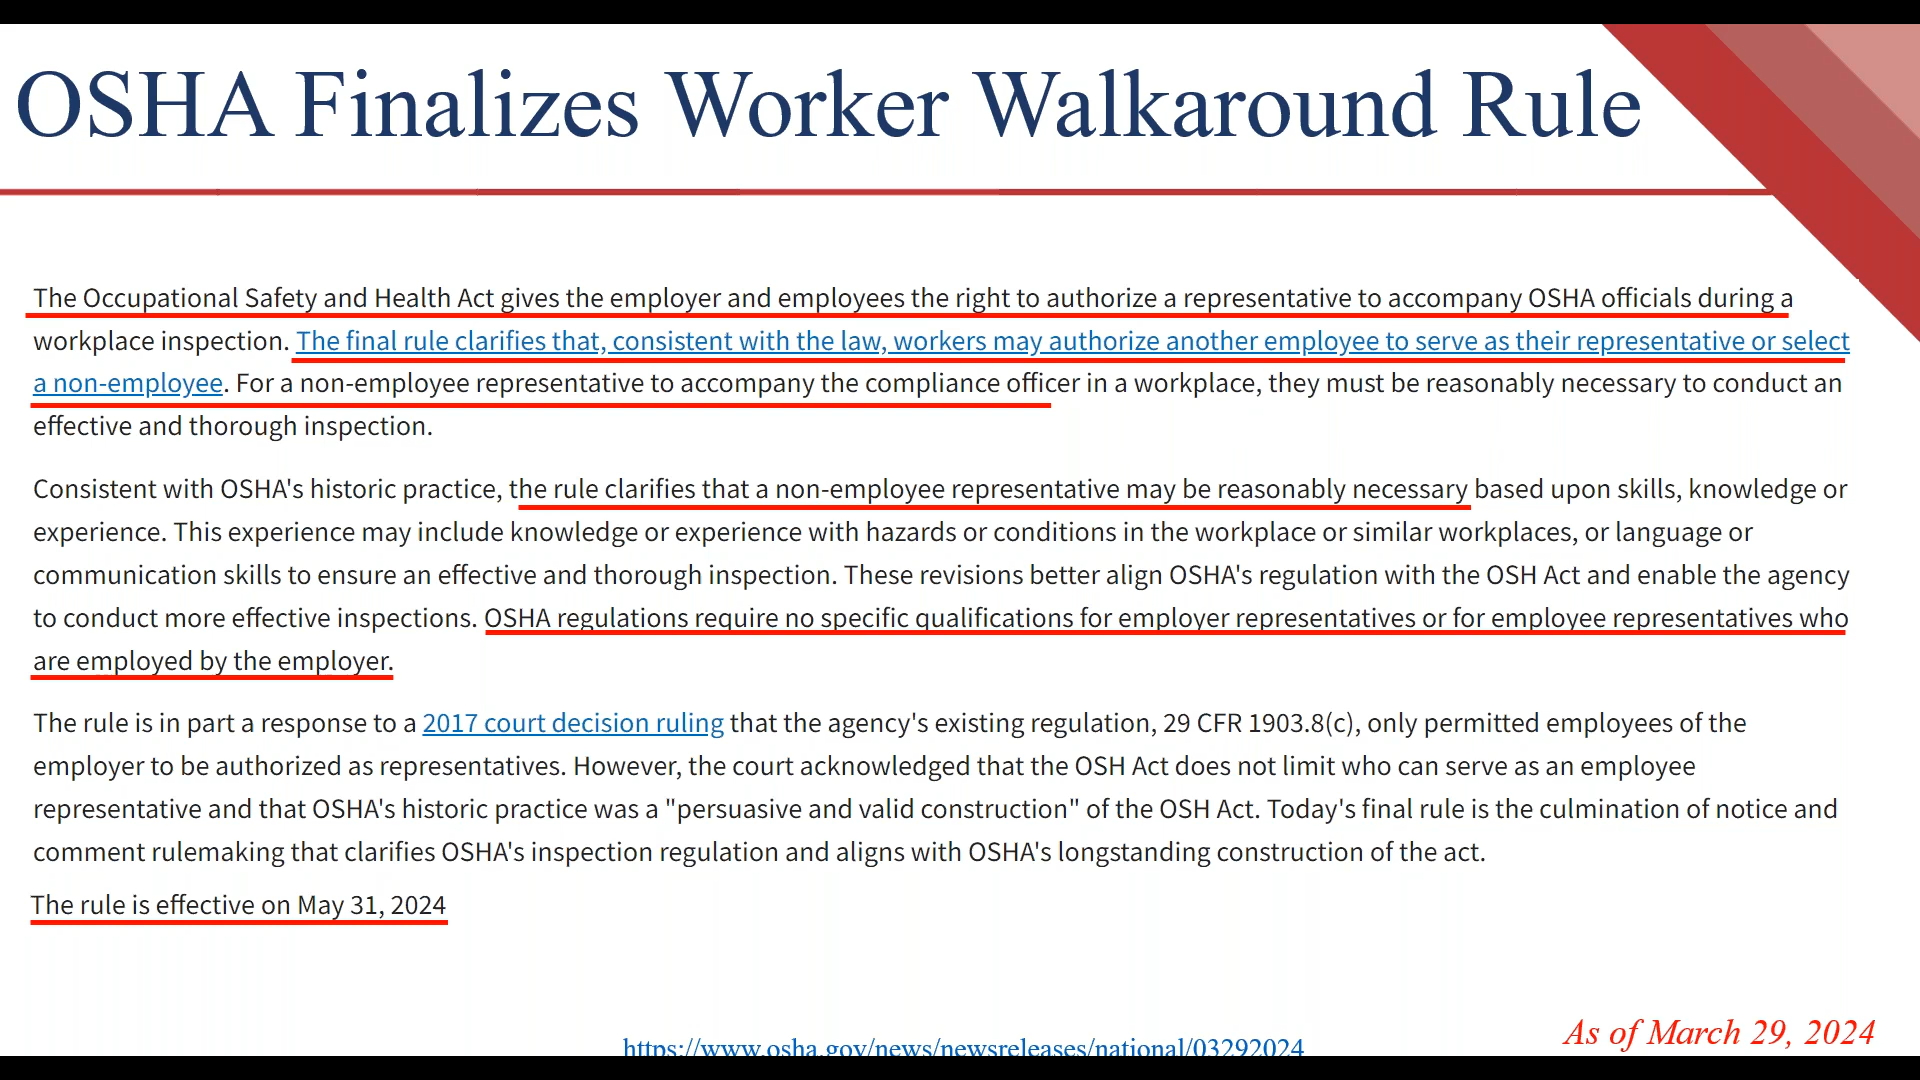 OSHA Finalizes Worker Walkaround Rule
The Occupational Safety and Health Act gives the employer and employees the right to authorize a representative to accompany OSHA officials during a
workplace inspection. The final rule clarifies that, consistent with the law, workers may authorize another employee to serve as their representative or select
a non-employee. For a non-employee representative to accompany the compliance officer in a workplace, they must be reasonably necessary to conduct an
effective and thorough inspection.
Consistent with OSHA's historic practice, the rule clarifies that a non-employee representative may be reasonably necessary based upon skills, knowledge or
experience. This experience may include knowledge or experience with hazards or conditions in the workplace or similar workplaces, or language or
communication skills to ensure an effective and thorough inspection. These revisions better align OSHA's regulation with the OSH Act and enable the agency
to conduct more effective inspections. OSHA regulations require no specific qualifications for employer representatives or for employee representatives who
are employed by the employer.
The rule is in part a response to a 2017 court decision ruling that the agency's existing regulation, 29 CFR 1903.8(c), only permitted employees of the
employer to be authorized as representatives. However, the court acknowledged that the OSH Act does not limit who can serve as an employee
representative and that OSHA's historic practice was a "persuasive and valid construction" of the OSH Act. Today's final rule is the culmination of notice and
comment rulemaking that clarifies OSHA's inspection regulation and aligns with OSHA's longstanding construction of the act.
The rule is effective on May 31, 2024
As of March 29, 2024
https://www.osha.gov/news/newsreleases/national/03292024